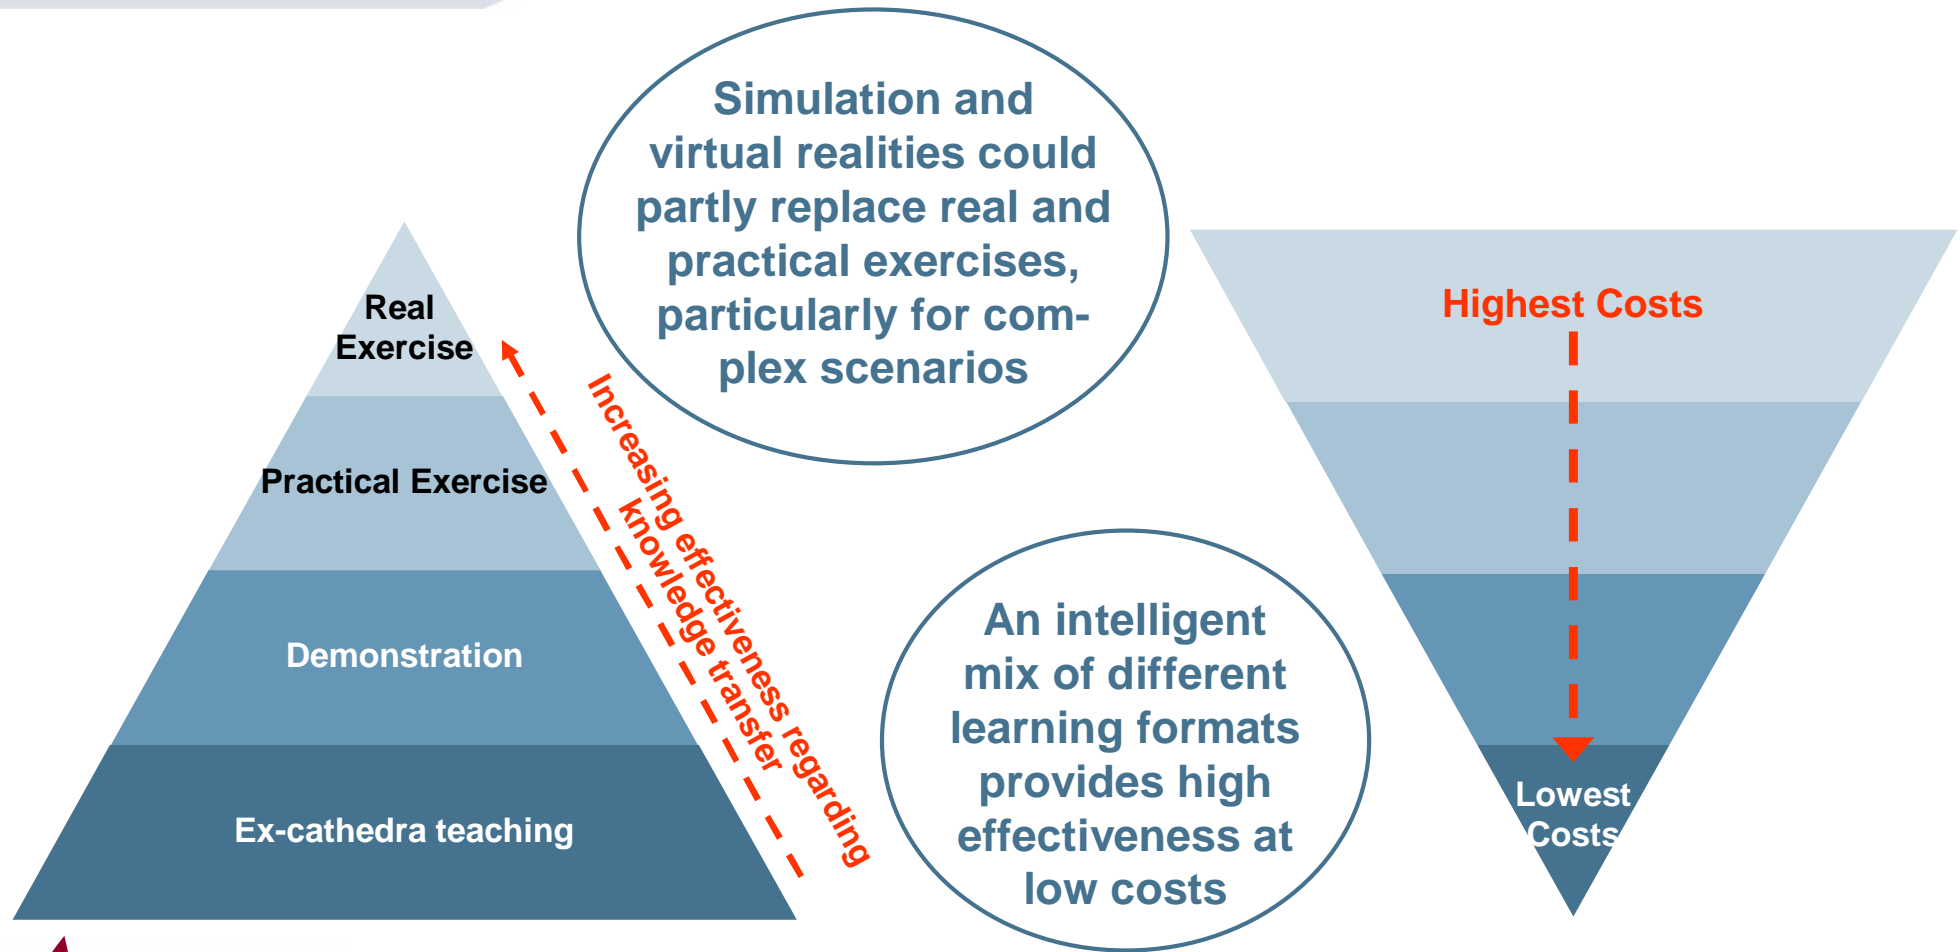 Simulation and
virtual realities could
partly replace real and
practical exercises,
particularly for com-
plex scenarios
Real
Exercise
Practical Exercise
Demonstration
Ex-cathedra teaching
Increasing effectiveness regarding
knowledge transfer
An intelligent
mix of different
learning formats
provides high
effectiveness at
low costs
Highest Costs
Lowest
Costs